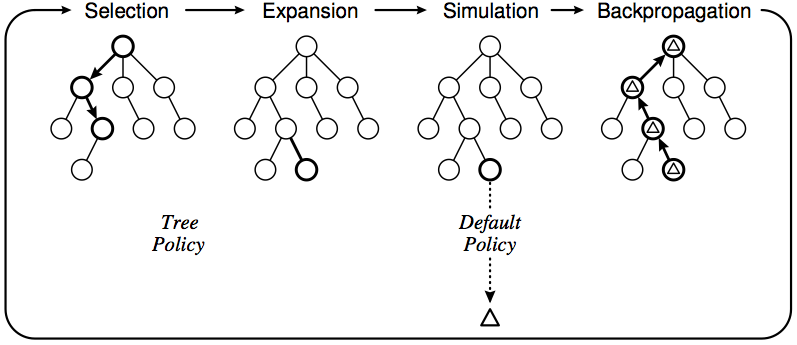 Selection
Expansion
Simulation
Backpropagation
Tree
Policy
Default
Policy